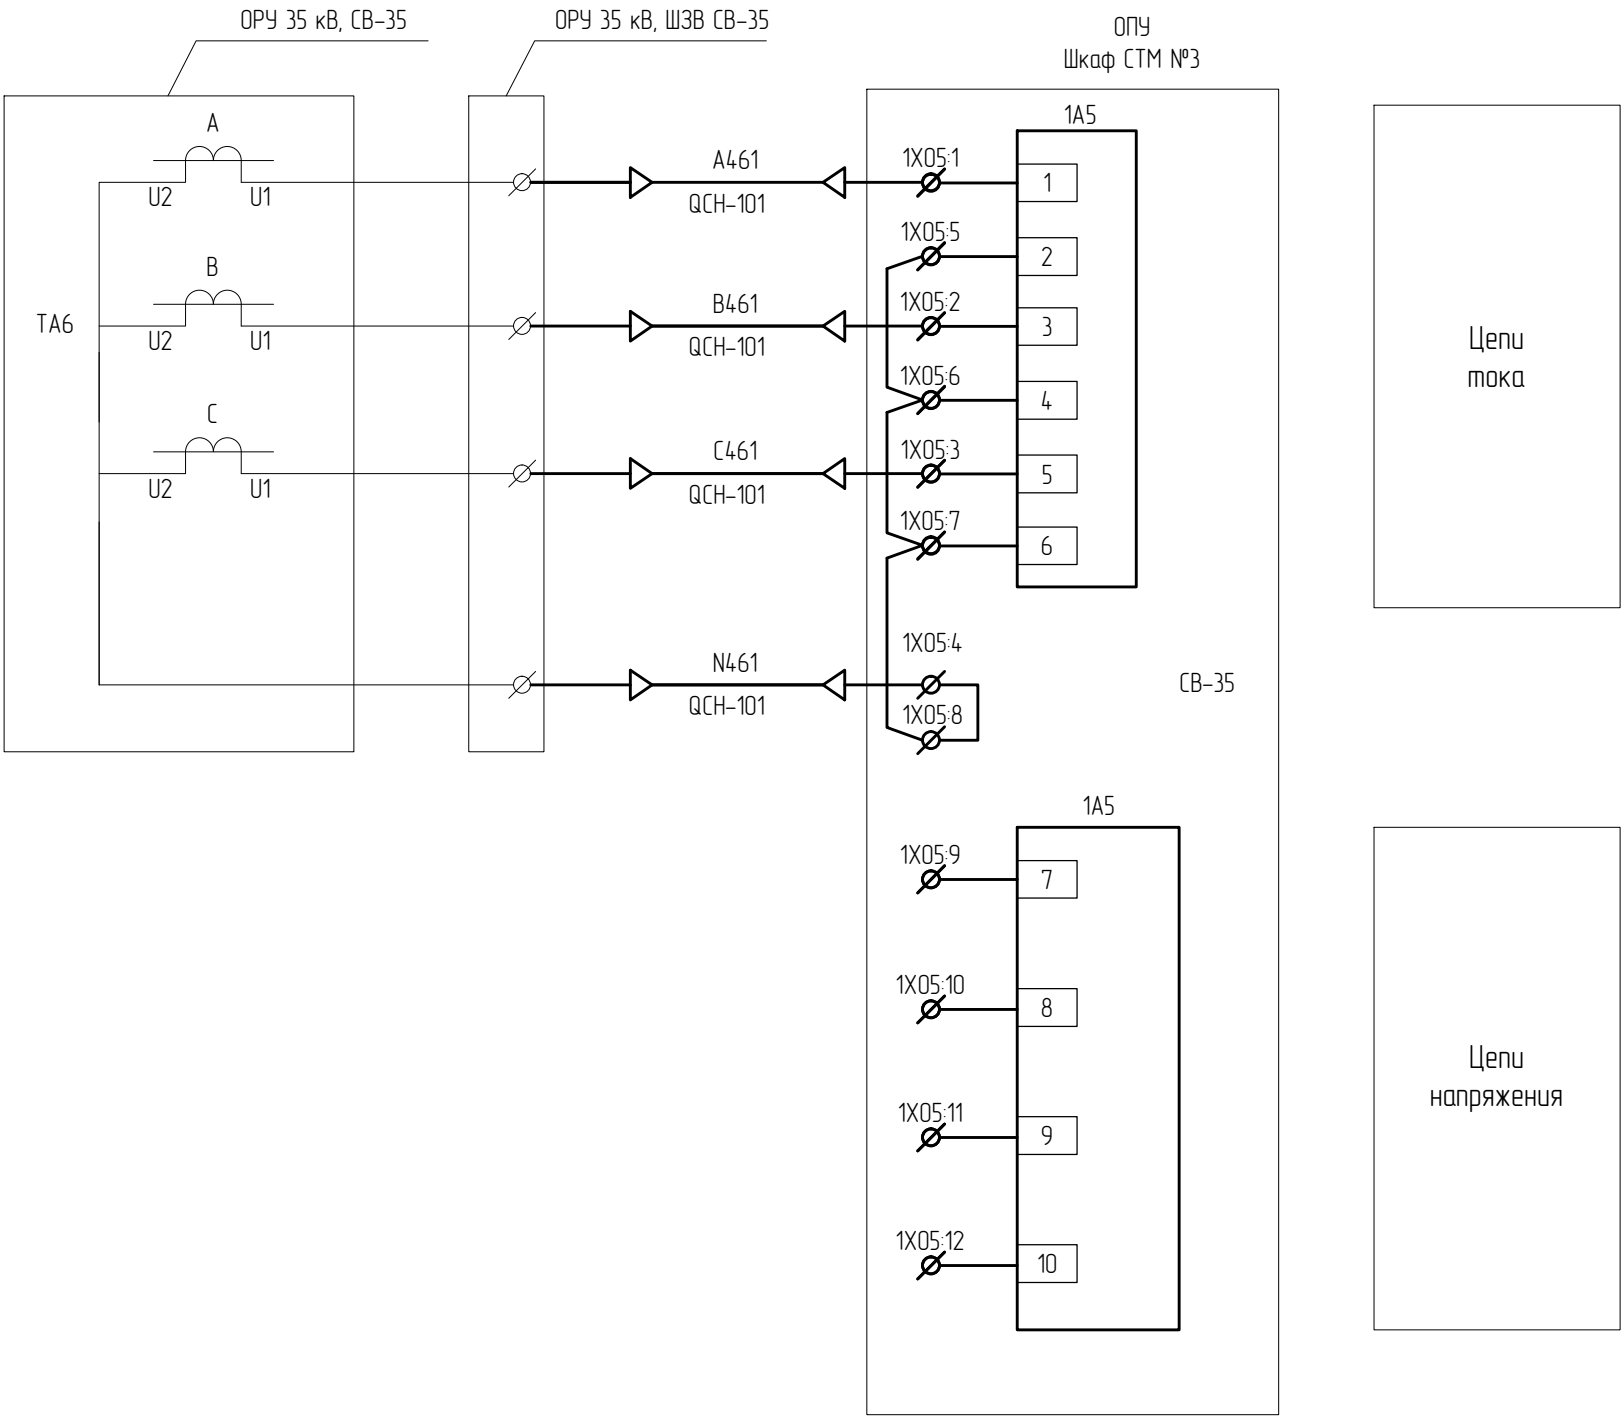 ОРУ 35 кВ, СВ-35
ОРУ 35 кВ, ШЗВ СВ-35
ОПУ
Шкаф СТМ №3
1А5
A
U2
U1
A461
QCH-101
1X05:1
1
1X05:5
2
B
U2
U1
B461
QCH-101
1X05:2
3
ТА6
1X05:6
4
C
U2
U1
C461
QCH-101
1X05:3
5
1X05:7
6
Цепи
тока
N461
QCH-101
1X05:4
1X05:8
СВ-35
1А5
1X05:9
7
1X05:10
8
1X05:11
9
1X05:12
10
Цепи
напряжения